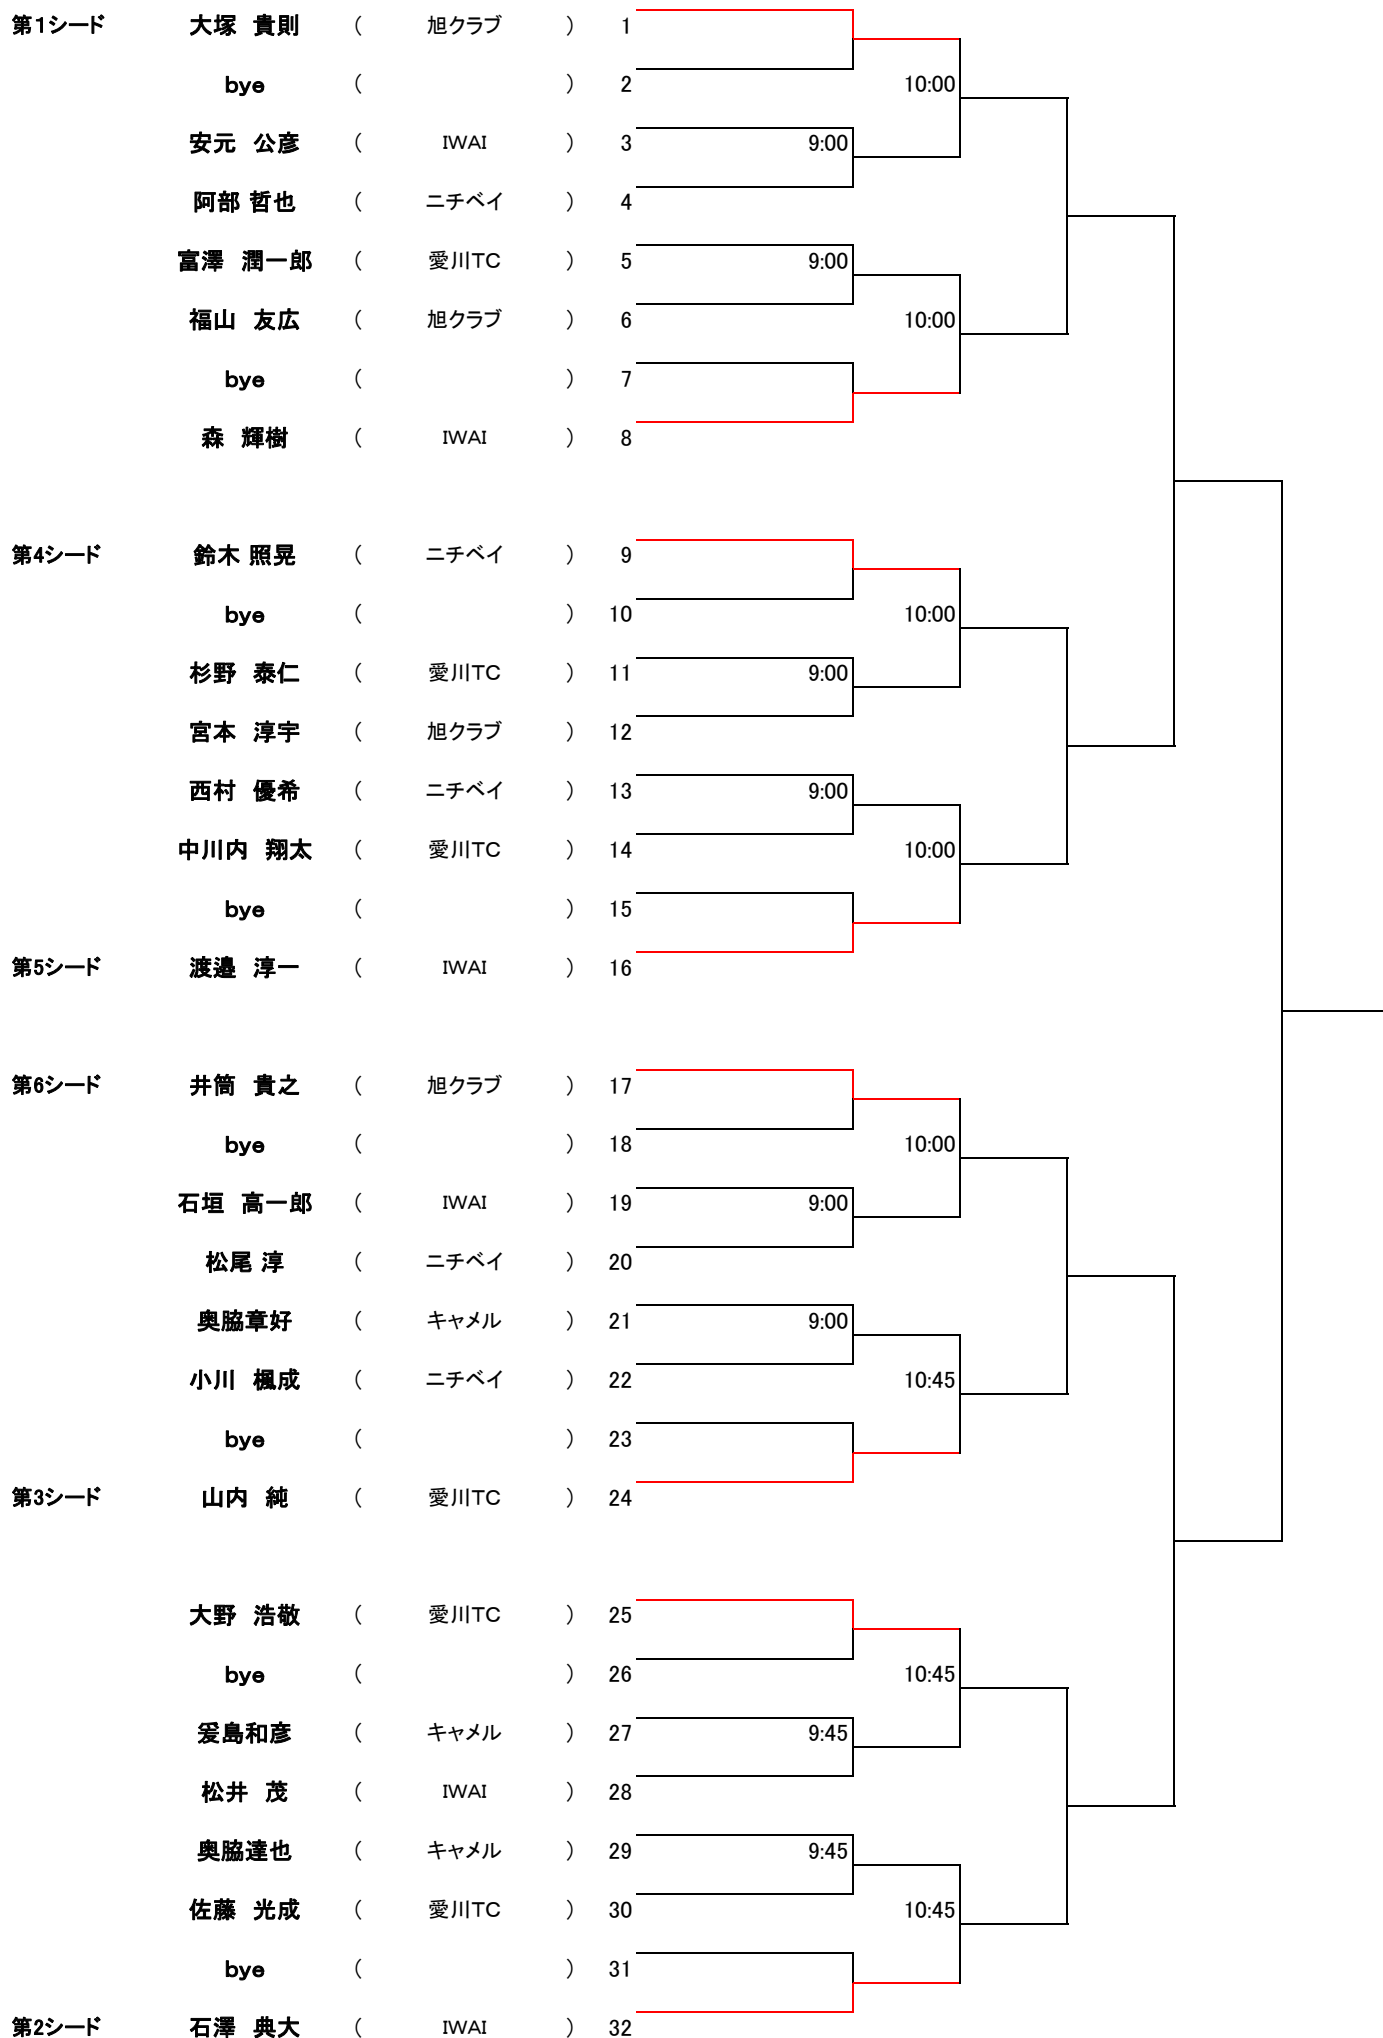 第1シード 大塚 貴則 ( 旭クラブ ) 1
bye ( ) 2 10:00
安元 公彦 ( IWAI ) 3 9:00
阿部 哲也 ( ニチベイ ) 4
富澤 潤一郎 ( 愛川TC ) 5 9:00
福山 友広 ( 旭クラブ ) 6 10:00
bye ( ) 7
森 輝樹 ( IWAI ) 8
第4シード 鈴木 照晃 ( ニチベイ ) 9
bye ( ) 10 10:00
杉野 泰仁 ( 愛川TC ) 11 9:00
宮本 淳宇 ( 旭クラブ ) 12
西村 優希 ( ニチベイ ) 13 9:00
中川内 翔太 ( 愛川TC ) 14 10:00
bye ( ) 15
第5シード 渡邉 淳一 ( IWAI ) 16
第6シード 井筒 貴之 ( 旭クラブ ) 17
bye ( ) 18 10:00
石垣 高一郎 ( IWAI ) 19 9:00
松尾 淳 ( ニチベイ ) 20
奥脇章好 ( キャメル ) 21 9:00
小川 楓成 ( ニチベイ ) 22 10:45
bye ( ) 23
第3シード 山内 純 ( 愛川TC ) 24
大野 浩敬 ( 愛川TC ) 25
bye ( ) 26 10:45
爰島和彦 ( キャメル ) 27 9:45
松井 茂 ( IWAI ) 28
奥脇達也 ( キャメル ) 29 9:45
佐藤 光成 ( 愛川TC ) 30 10:45
bye ( ) 31
第2シード 石澤 典大 ( IWAI ) 32